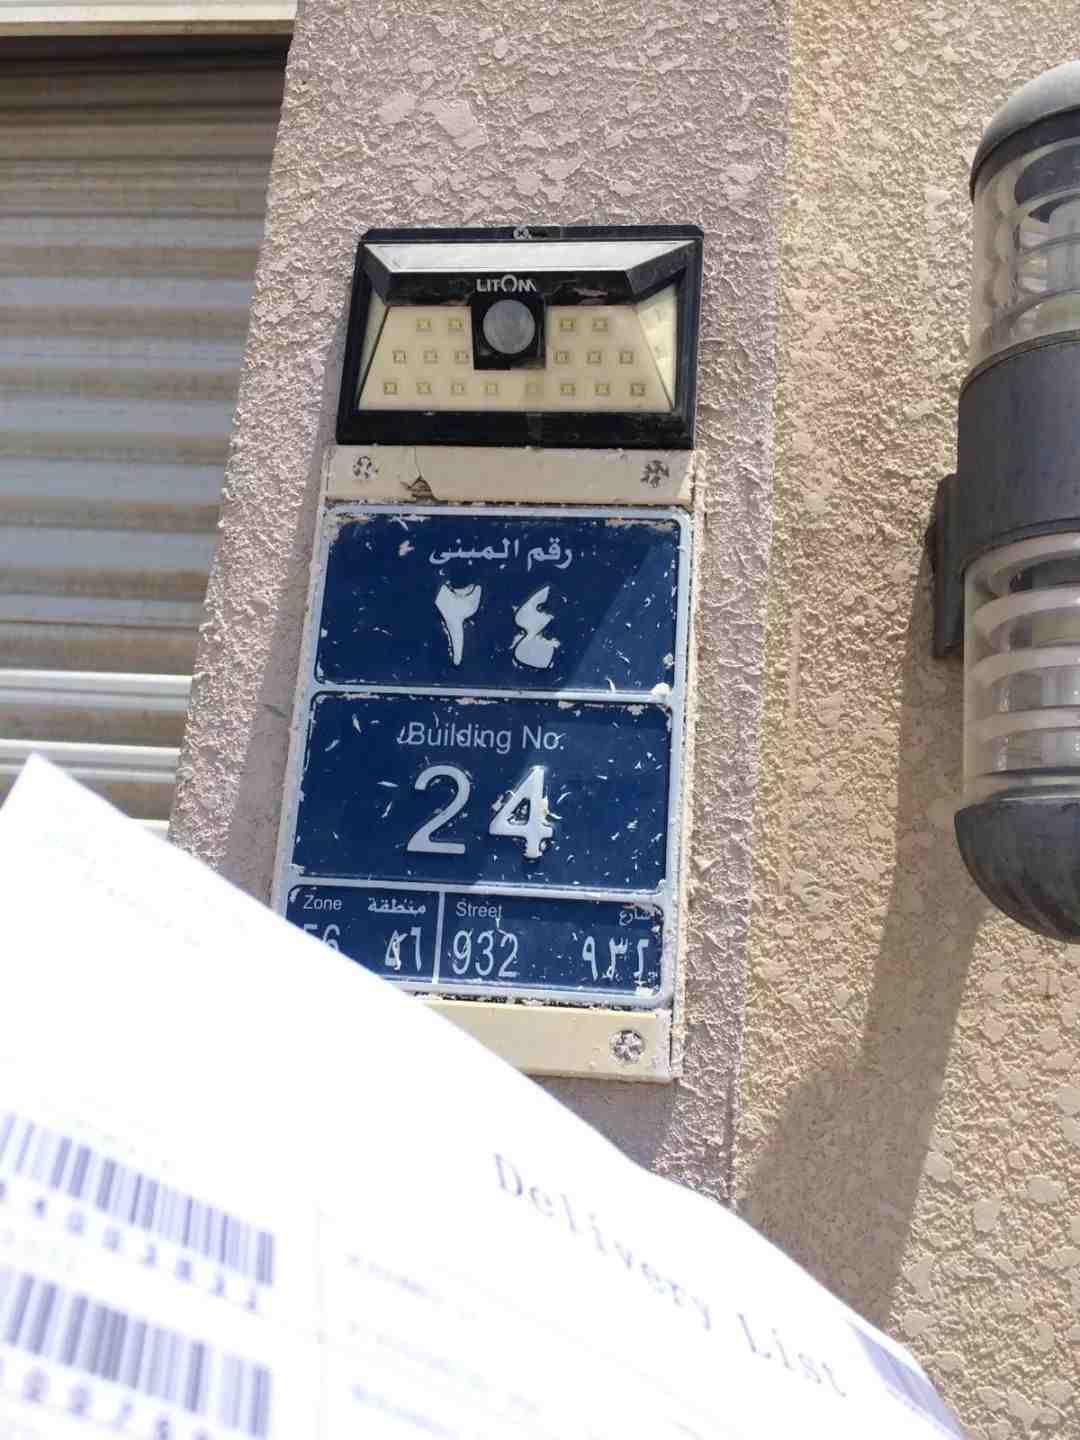 LITOM
رقم المبنى
٢٤
Building No.
24
Zone منطقة
56 ٥٦
Street شارع
932 ٩٣٢
Delivery List